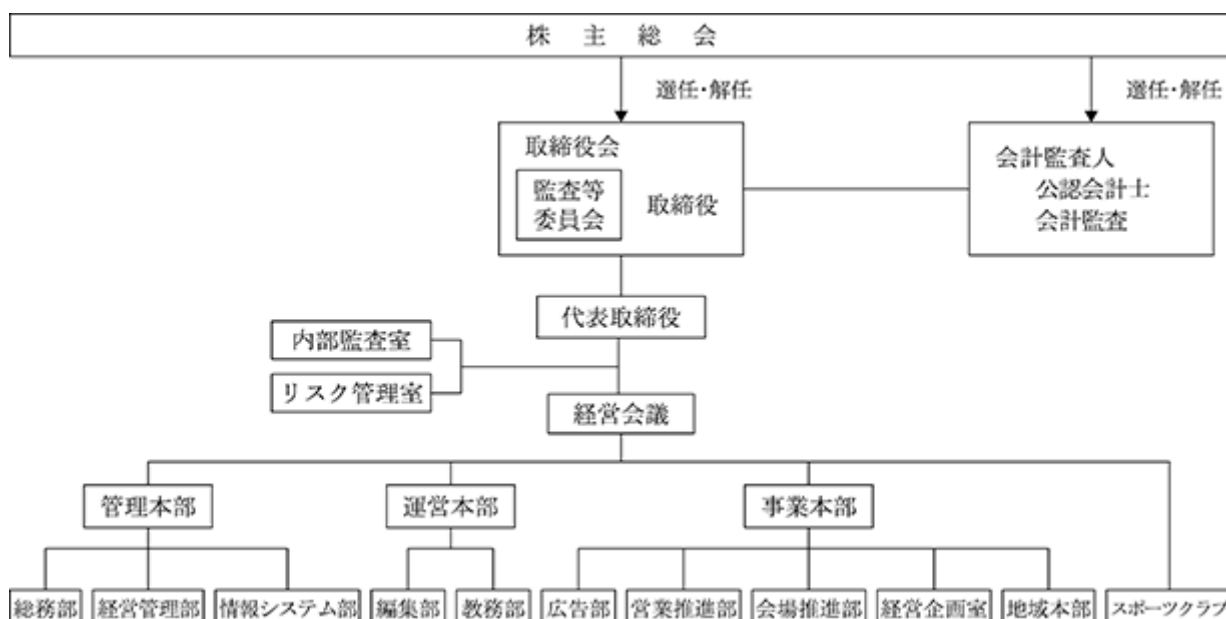 株主総会
選任・解任
選任・解任
取締役会
監査等
委員会
取締役
会計監査人
公認会計士
会計監査
代表取締役
内部監査室
リスク管理室
経営会議
管理本部
運営本部
事業本部
総務部
経営管理部
情報システム部
編集部
教務部
広告部
営業推進部
会場推進部
経営企画室
地域本部
スポーツクラブ